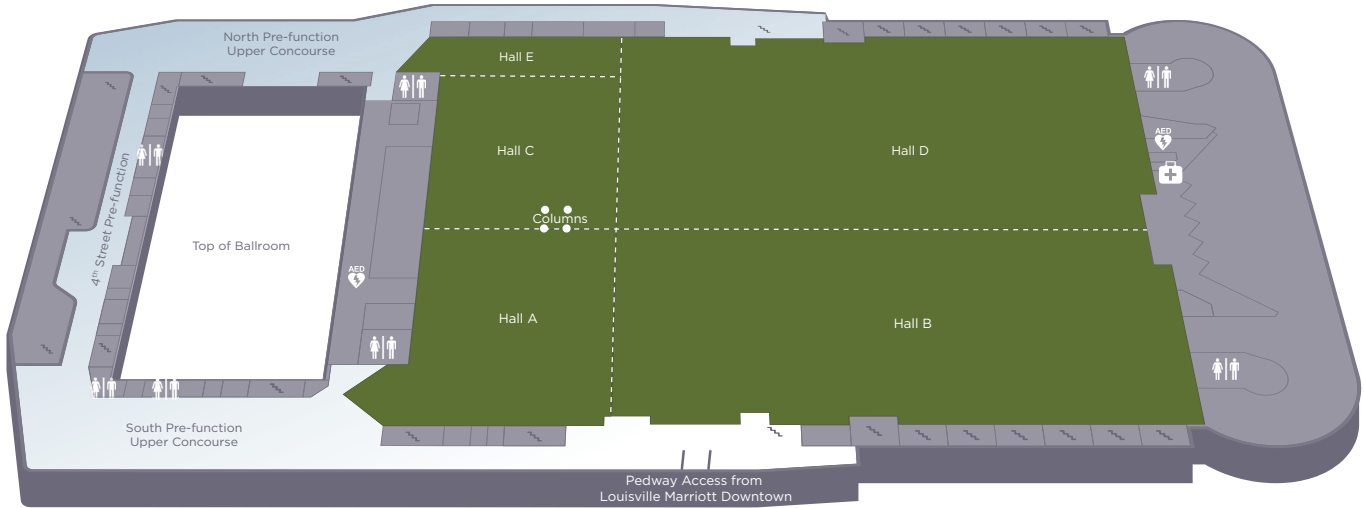 North Pre-function
Upper Concourse
Hall E
AED
Hall C
Hall D
4th Street Pre-function
Columns
Top of Ballroom
AED
Hall A
Hall B
South Pre-function
Upper Concourse
Pedway Access from
Louisville Marriott Downtown